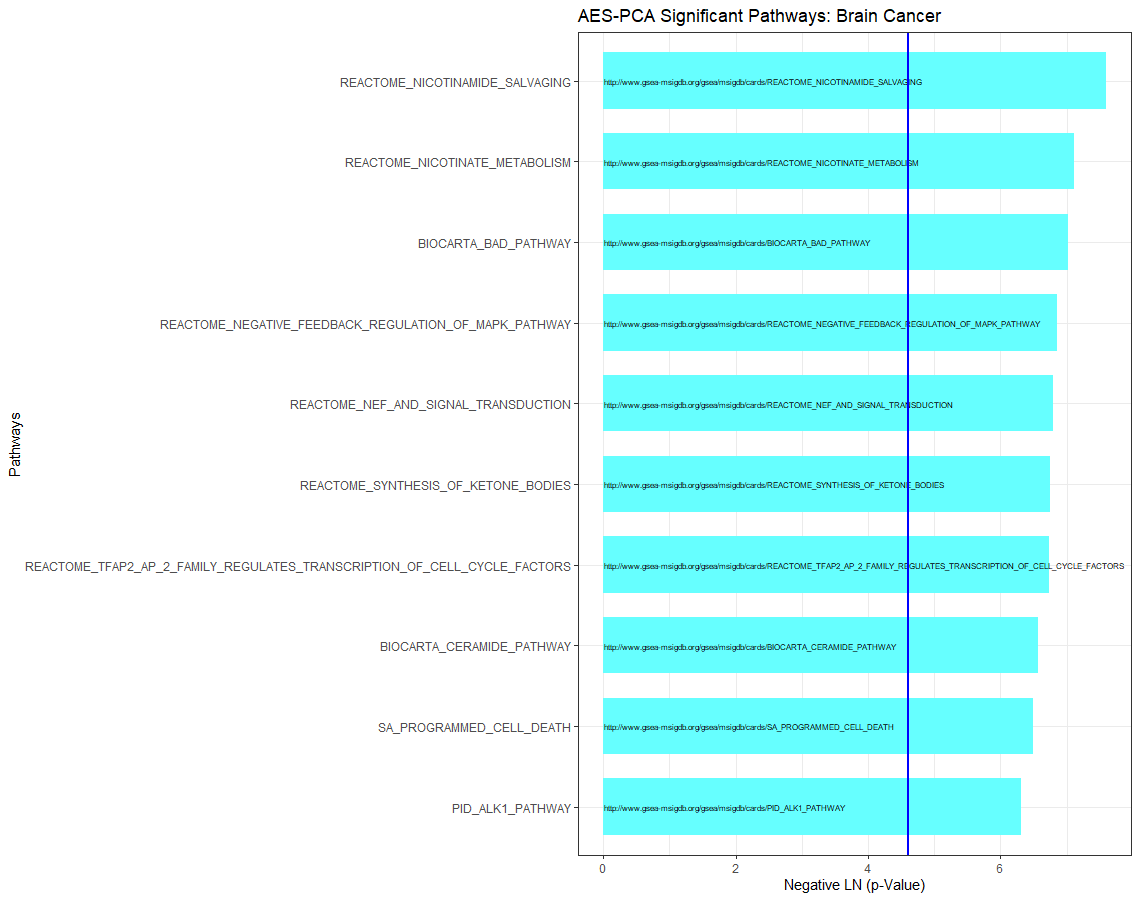 AES-PCA Significant Pathways: Brain Cancer
REACTOME_NICOTINAMIDE_SALVAGING
http://www.gsea-msigdb.org/gsea/msigdb/cards/REACTOME_NICOTINAMIDE_SALVAGING
REACTOME_NICOTINATE_METABOLISM
http://www.gsea-msigdb.org/gsea/msigdb/cards/REACTOME_NICOTINATE_METABOLISM
BIOCARTA_BAD_PATHWAY
http://www.gsea-msigdb.org/gsea/msigdb/cards/BIOCARTA_BAD_PATHWAY
REACTOME_NEGATIVE_FEEDBACK_REGULATION_OF_MAPK_PATHWAY
http://www.gsea-msigdb.org/gsea/msigdb/cards/REACTOME_NEGATIVE_FEEDBACK_REGULATION_OF_MAPK_PATHWAY
REACTOME_NEF_AND_SIGNAL_TRANSDUCTION
http://www.gsea-msigdb.org/gsea/msigdb/cards/REACTOME_NEF_AND_SIGNAL_TRANSDUCTION
REACTOME_SYNTHESIS_OF_KETONE_BODIES
http://www.gsea-msigdb.org/gsea/msigdb/cards/REACTOME_SYNTHESIS_OF_KETONE_BODIES
REACTOME_TFAP2_AP_2_FAMILY_REGULATES_TRANSCRIPTION_OF_CELL_CYCLE_FACTORS
http://www.gsea-msigdb.org/gsea/msigdb/cards/REACTOME_TFAP2_AP_2_FAMILY_REGULATES_TRANSCRIPTION_OF_CELL_CYCLE_FACTORS
BIOCARTA_CERAMIDE_PATHWAY
http://www.gsea-msigdb.org/gsea/msigdb/cards/BIOCARTA_CERAMIDE_PATHWAY
SA_PROGRAMMED_CELL_DEATH
http://www.gsea-msigdb.org/gsea/msigdb/cards/SA_PROGRAMMED_CELL_DEATH
PID_ALK1_PATHWAY
http://www.gsea-msigdb.org/gsea/msigdb/cards/PID_ALK1_PATHWAY
Pathways
0 2 4 6
Negative LN (p-Value)